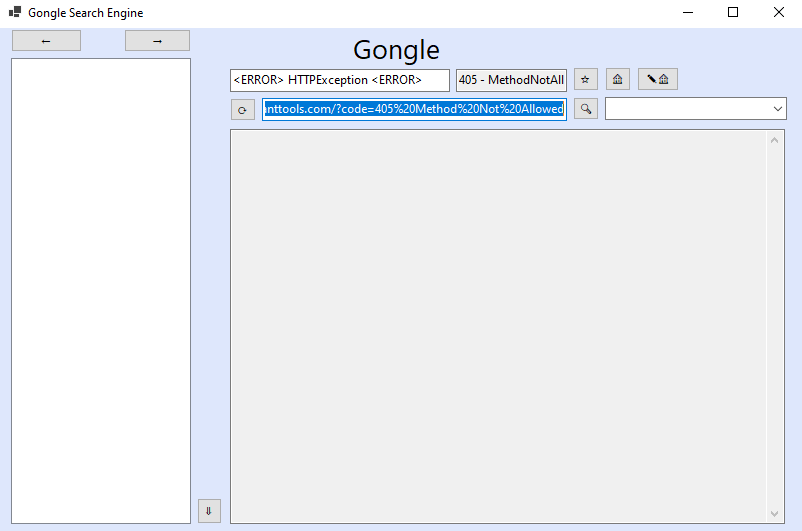 Gongle Search Engine
← →
Gongle
<ERROR> HTTPException <ERROR> 405 - MethodNotAll
nttools.com/?code=405%20Method%20Not%20Allowed